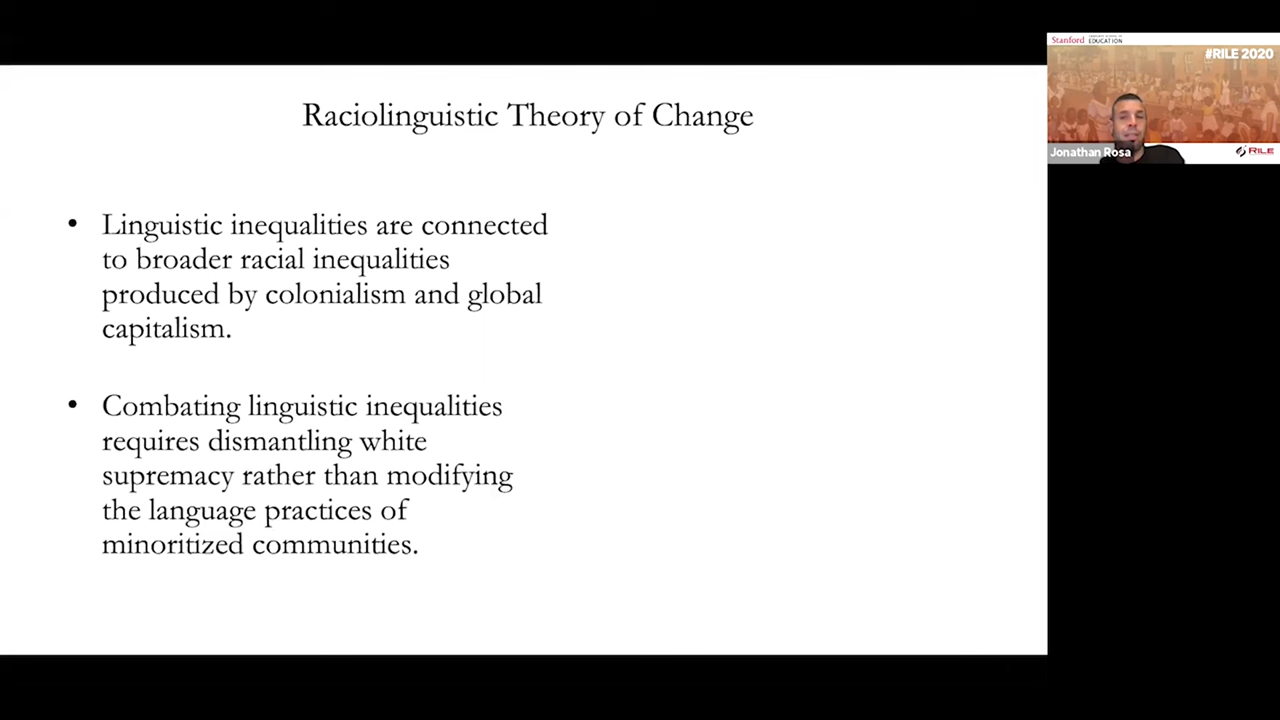 Raciolinguistic Theory of Change
• Linguistic inequalities are connected
to broader racial inequalities
produced by colonialism and global
capitalism.
• Combating linguistic inequalities
requires dismantling white
supremacy rather than modifying
the language practices of
minoritized communities.
Stanford
EDUCATION
#RILE 2020
Jonathan Rosa
RILE